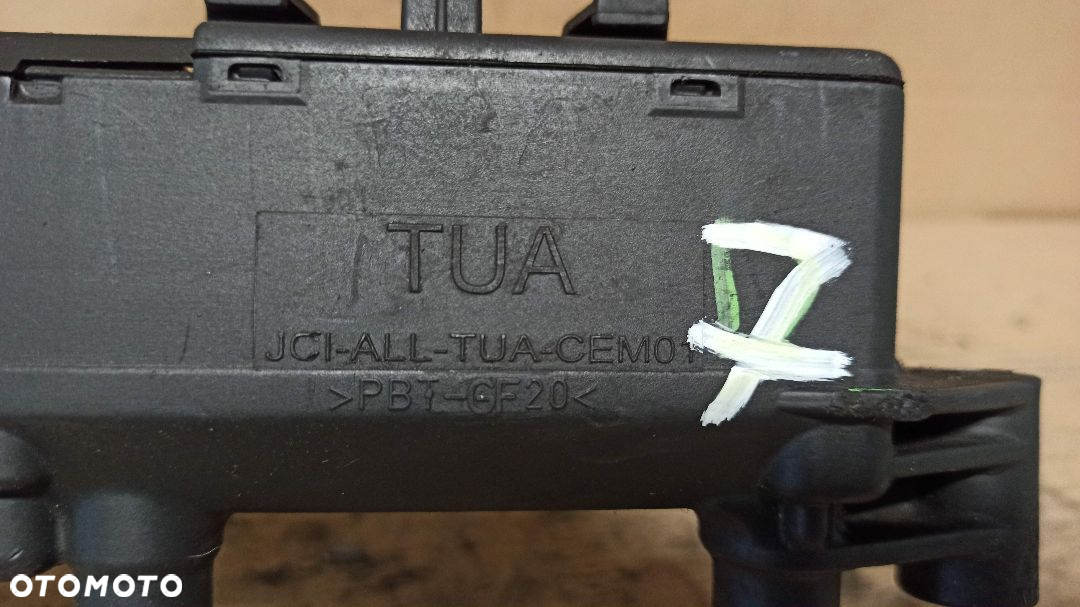 TUA
JCI-ALL-TUA-CEM01
>PBT-GF20<
7
OTOMOTO